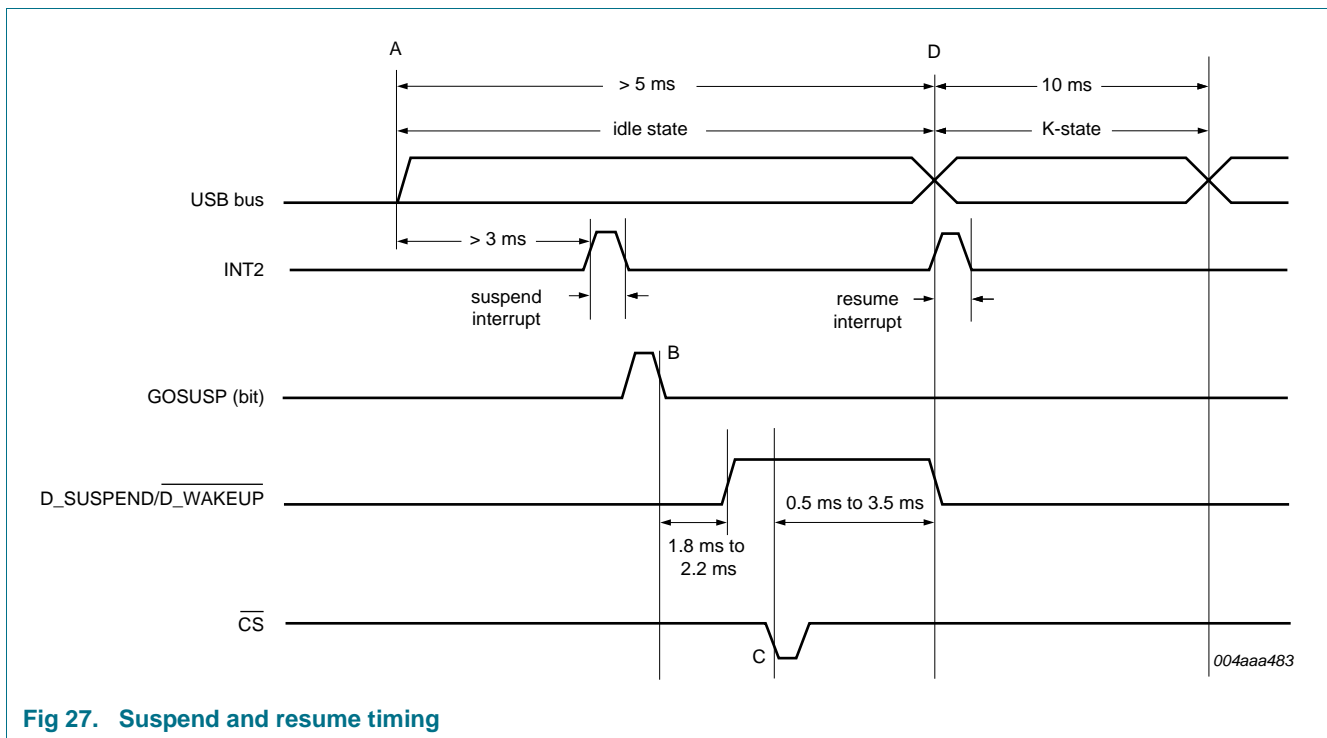 A
D
> 5 ms
10 ms
idle state
K-state
USB bus
> 3 ms
INT2
suspend
interrupt
resume
interrupt
B
GOSUSP (bit)
D_SUSPEND/D_WAKEUP
0.5 ms to 3.5 ms
1.8 ms to
2.2 ms
CS
C
004aaa483
Fig 27. Suspend and resume timing